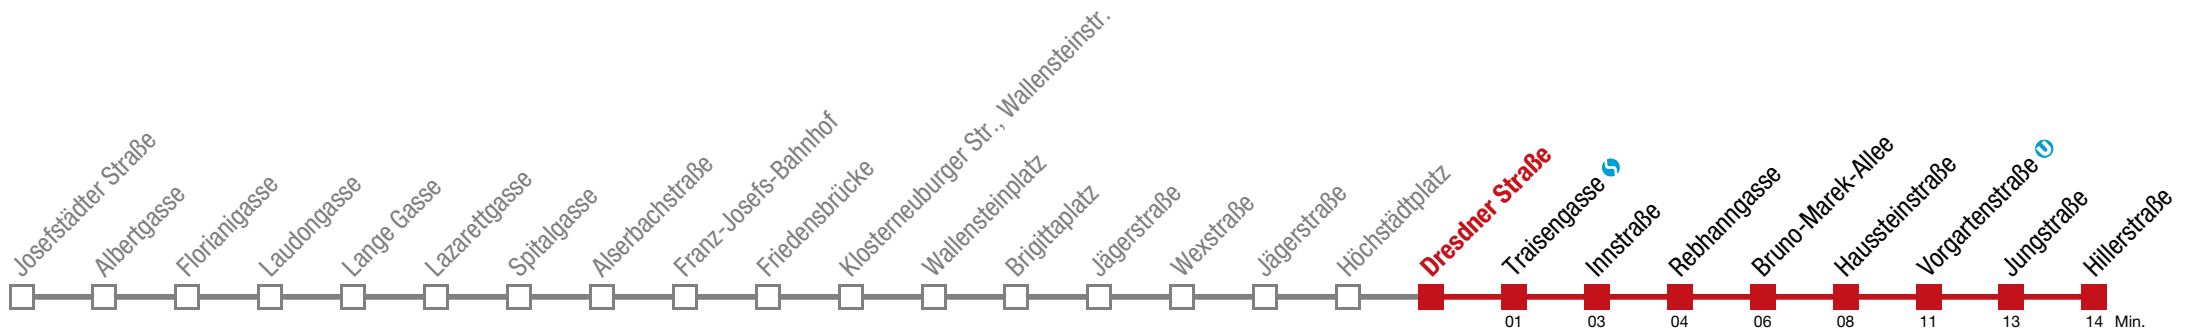 Josefstädter Straße
Albertgasse
Florianigasse
Laudongasse
Lange Gasse
Lazarettgasse
Spitalgasse
Alserbachstraße
Franz-Josefs-Bahnhof
Friedensbrücke
Klosterneuburger Str., Wallensteinstr.
Wallensteinplatz
Brigittaplatz
Jägerstraße
Wexstraße
Jägerstraße
Höchstädtplatz
Dresdner Straße
Traisengasse S
Innstraße
Rebhanngasse
Bruno-Marek-Allee
Haussteinstraße
Vorgartenstraße U
Jungstraße
Hillerstraße
01 03 04 06 08 11 13 14 Min.